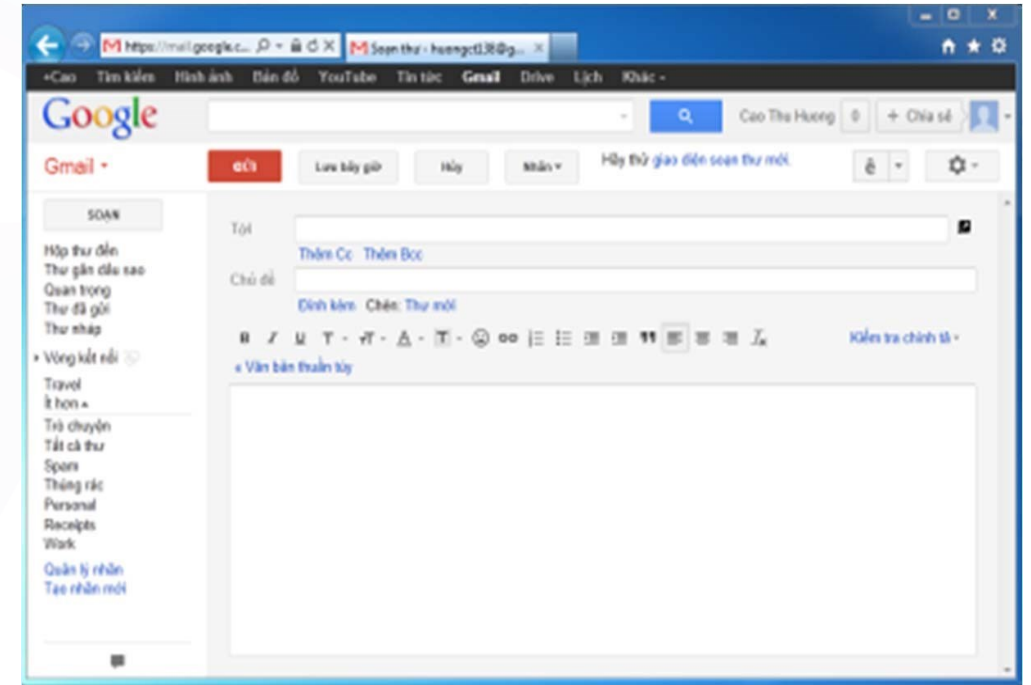 https://mail.google.c...
Soạn thư - huongct138@g...
+Cao Tìm kiếm Hình ảnh Bản đồ YouTube Tin tức Gmail Drive Lịch Khác
Google
Cao Thu Huong 0 + Chia sẻ
Gmail
GỬI Lưu bây giờ Hủy Nhãn Hãy thử giao diện soạn thư mới. ê
SOẠN
Hộp thư đến
Thư gắn dấu sao
Quan trọng
Thư đã gửi
Thư nháp
Vòng kết nối
Travel
Ít hơn
Trò chuyện
Tất cả thư
Spam
Thùng rác
Personal
Receipts
Work
Quản lý nhãn
Tạo nhãn mới
Tới
Thêm Cc Thêm Bcc
Chủ đề
Đính kèm Chèn: Thư mời
B I U T T A T Kiểm tra chính tả
« Văn bản thuần túy